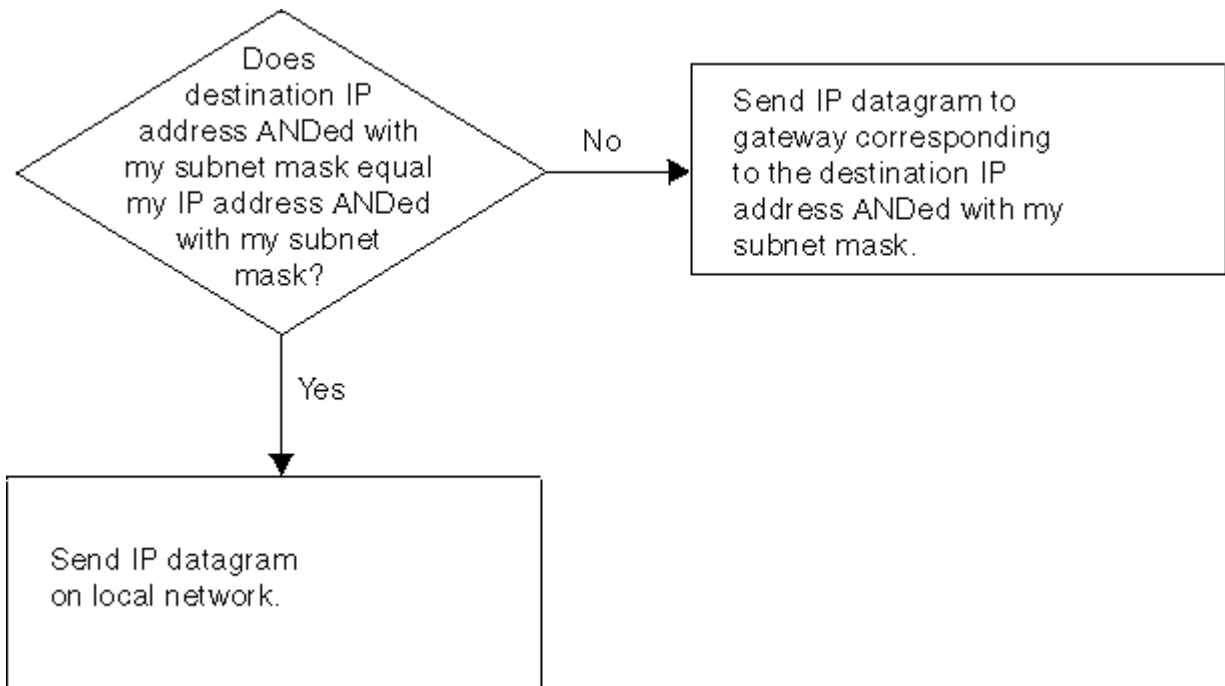 Does
destination IP
address ANDed with
my subnet mask equal
my IP address ANDed
with my subnet
mask?
No
Send IP datagram to
gateway corresponding
to the destination IP
address ANDed with my
subnet mask.
Yes
Send IP datagram
on local network.